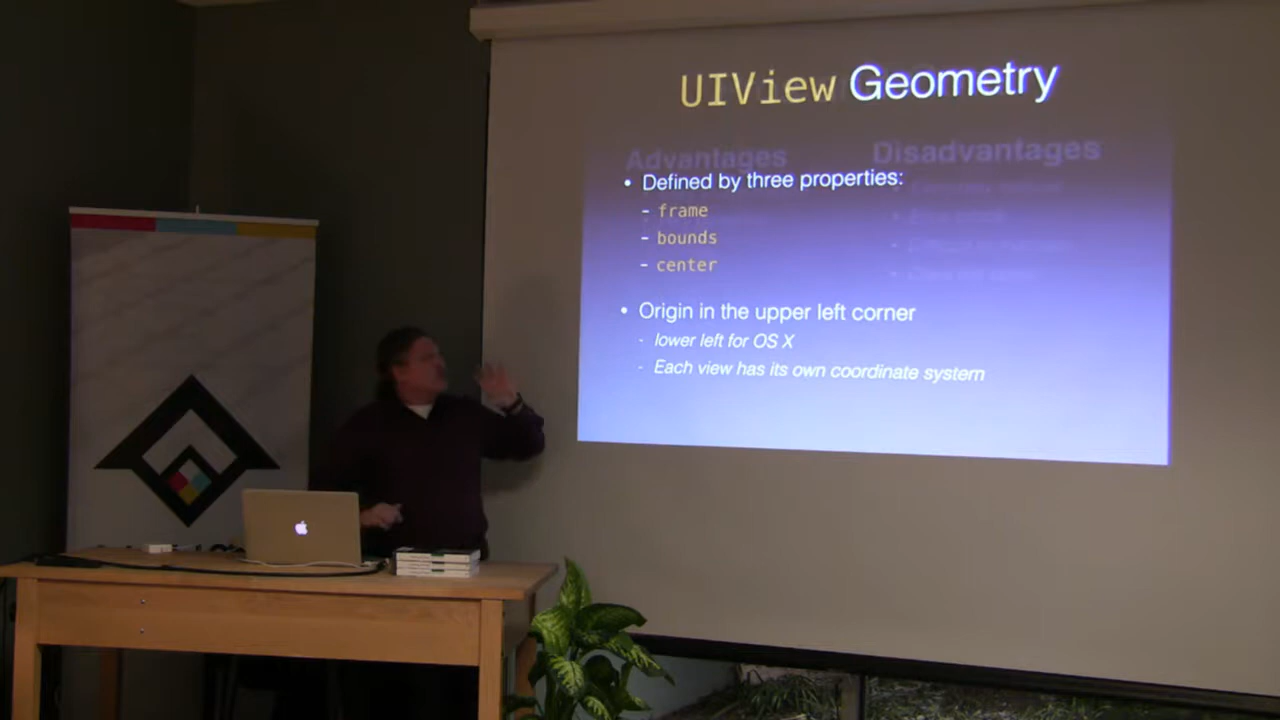 UIView Geometry
Advantages Disadvantages
• Defined by three properties:
- frame
- bounds
- center
• Origin in the upper left corner
- lower left for OS X
- Each view has its own coordinate system